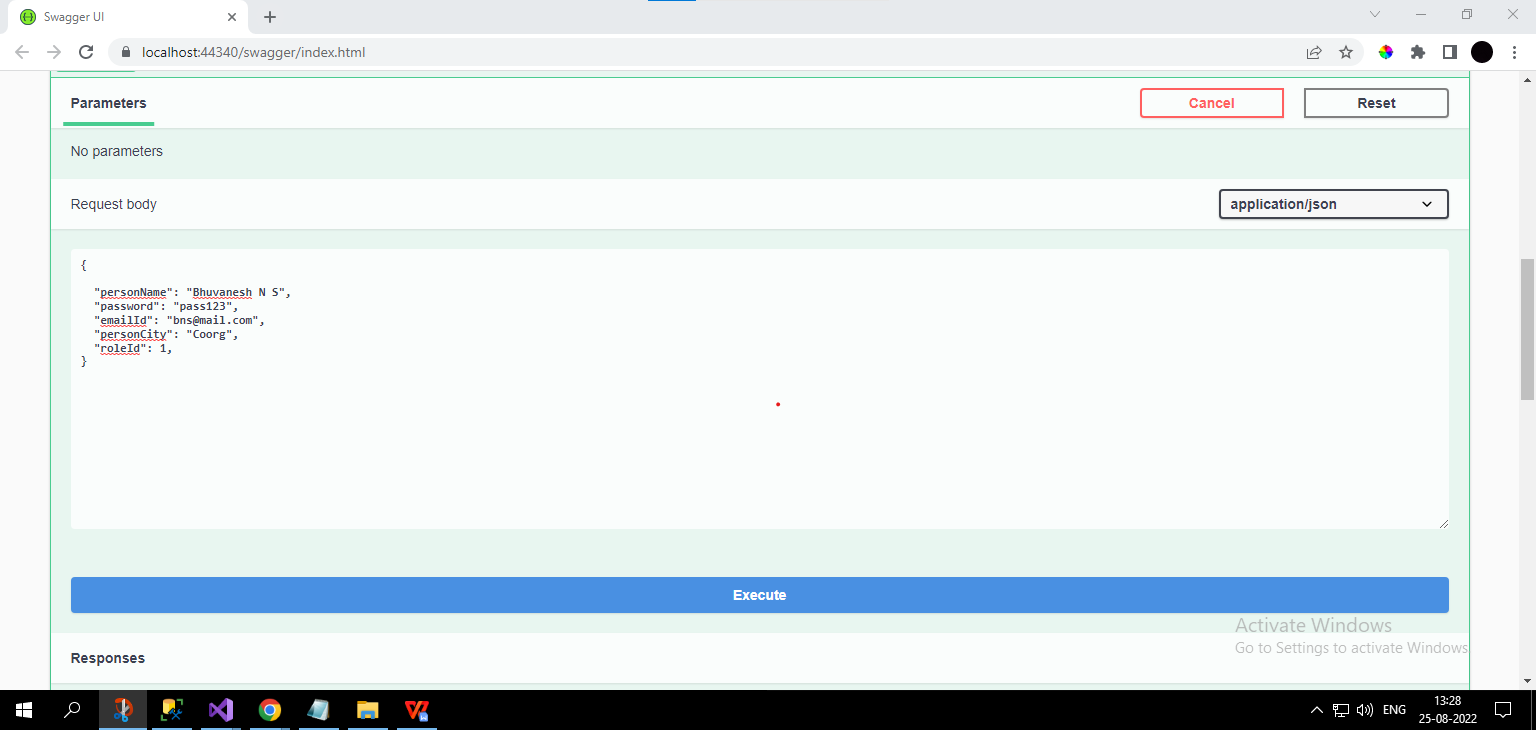 Swagger UI
localhost:44340/swagger/index.html
Parameters
Cancel
Reset
No parameters
Request body
application/json
{
"personName": "Bhuvanesh N S",
"password": "pass123",
"emailId": "bns@mail.com",
"personCity": "Coorg",
"roleId": 1,
}
Execute
Activate Windows
Go to Settings to activate Windows
Responses
ENG
13:28
25-08-2022